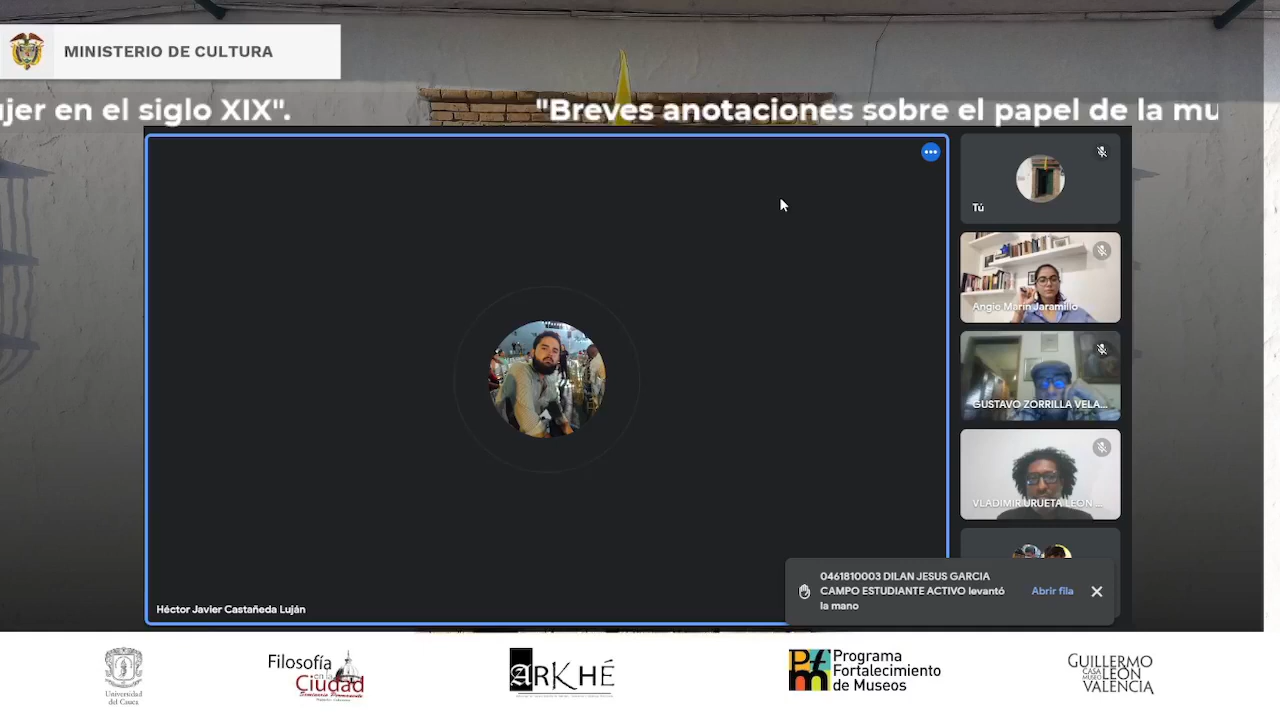 MINISTERIO DE CULTURA
ujer en el siglo XIX".
"Breves anotaciones sobre el papel de la mu
Tú
Angie Marín Jaramillo
GUSTAVO ZORRILLA VELA...
VLADIMIR URUETA LEON ...
Héctor Javier Castañeda Luján
0461810003 DILAN JESUS GARCIA
CAMPO ESTUDIANTE ACTIVO levantó
la mano
Abrir fila
Universidad
del Cauca
Filosofía
en la
Ciudad
ARKHÉ
Pfm
Programa
Fortalecimiento
de Museos
GUILLERMO
CASA MUSEO
LEÓN
VALENCIA